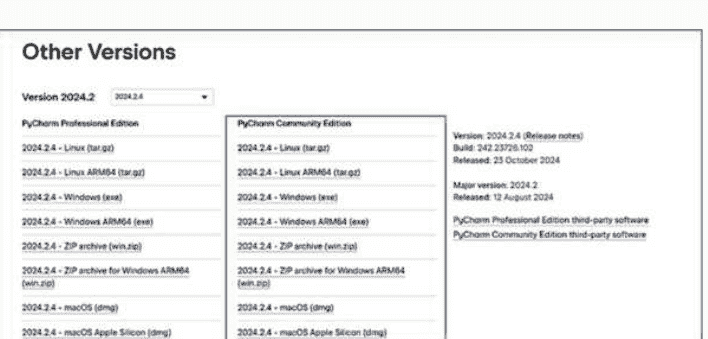 Other Versions
Version 2024.2
2024.2.4
PyCharm Professional Edition
2024.2.4 - Linux (tar.gz)
2024.2.4 - Linux ARM64 (tar.gz)
2024.2.4 - Windows (exe)
2024.2.4 - Windows ARM64 (exe)
2024.2.4 - ZIP archive (win.zip)
2024.2.4 - ZIP archive for Windows ARM64
(win.zip)
2024.2.4 - macOS (dmg)
2024.2.4 - macOS Apple Silicon (dmg)
PyCharm Community Edition
2024.2.4 - Linux (tar.gz)
2024.2.4 - Linux ARM64 (tar.gz)
2024.2.4 - Windows (exe)
2024.2.4 - Windows ARM64 (exe)
2024.2.4 - ZIP archive (win.zip)
2024.2.4 - ZIP archive for Windows ARM64
(win.zip)
2024.2.4 - macOS (dmg)
2024.2.4 - macOS Apple Silicon (dmg)
Version: 2024.2.4 (Release notes)
Build: 242.23726.102
Released: 23 October 2024
Major version: 2024.2
Released: 12 August 2024
PyCharm Professional Edition third-party software
PyCharm Community Edition third-party software